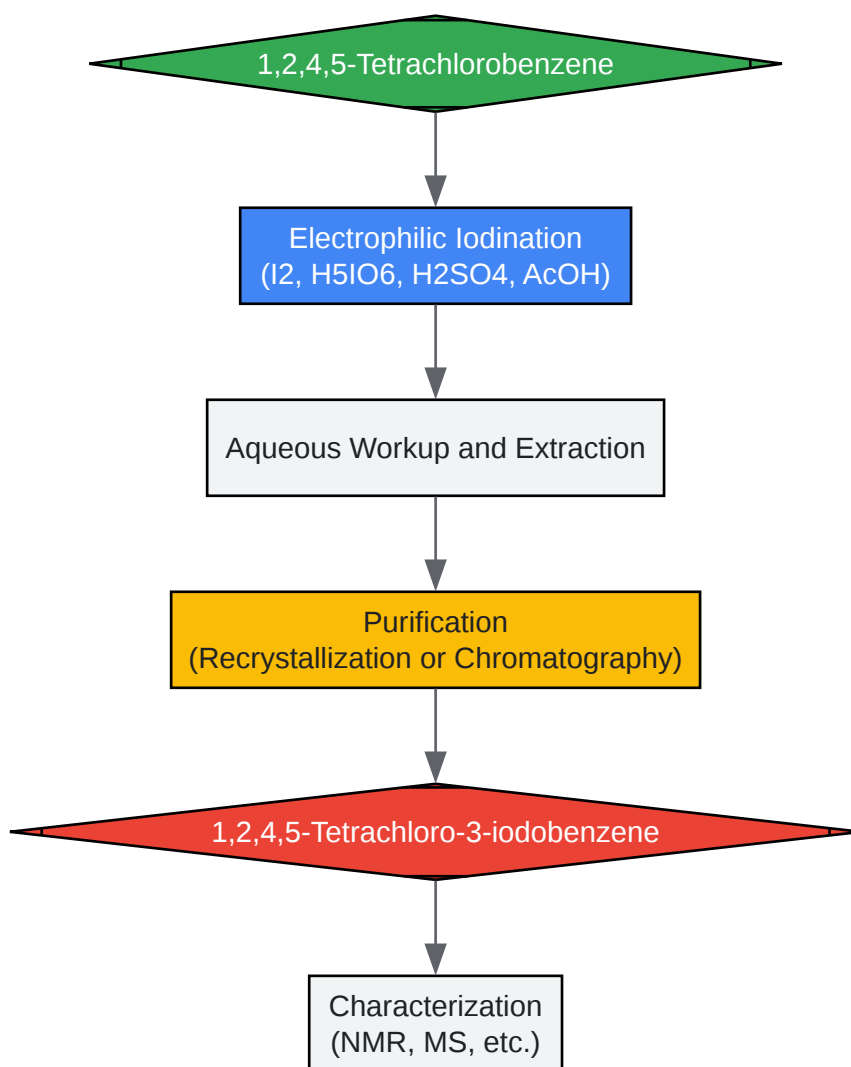 1,2,4,5-Tetrachlorobenzene
Electrophilic Iodination
(I2, H5IO6, H2SO4, AcOH)
Aqueous Workup and Extraction
Purification
(Recrystallization or Chromatography)
1,2,4,5-Tetrachloro-3-iodobenzene
Characterization
(NMR, MS, etc.)